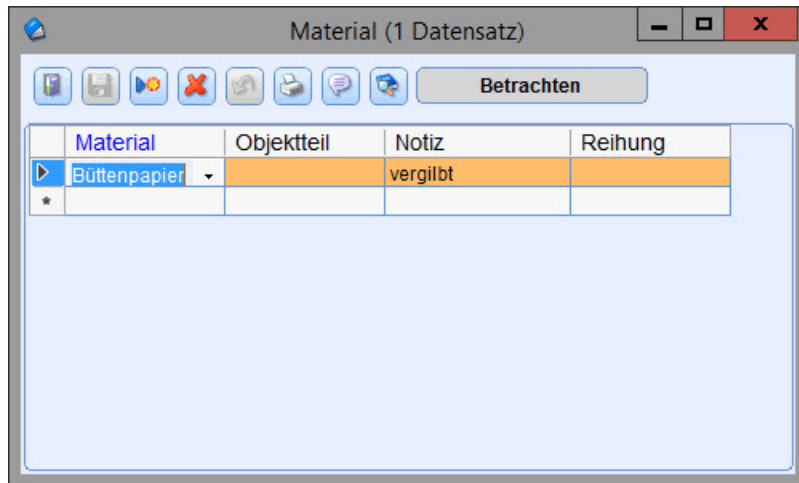 Material (1 Datensatz)
Betrachten
Material Objektteil Notiz Reihung
Büttenpapier vergilbt
*